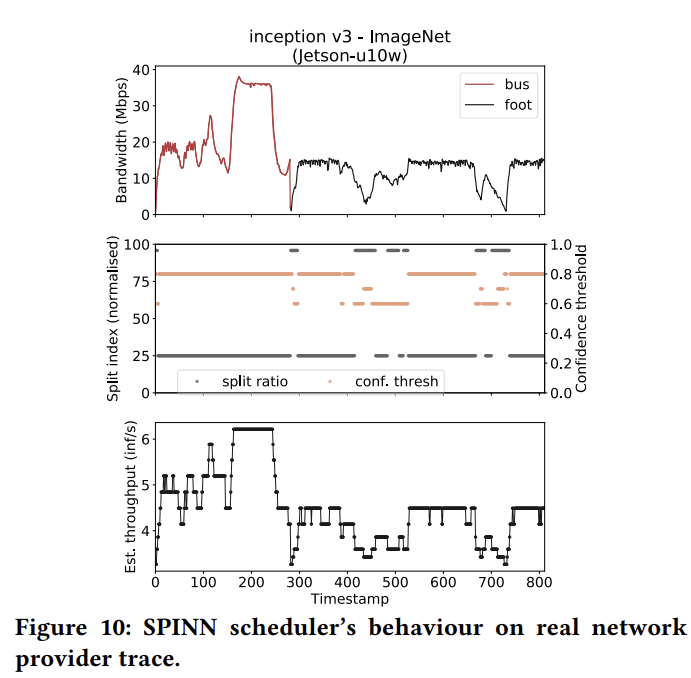 inception v3 - ImageNet
(Jetson-u10w)
Bandwidth (Mbps)
40
30
20
10
0
bus
foot
Split index (normalised)
100
75
50
25
0
split ratio
conf. thresh
1.0
0.8
0.6
0.4
0.2
0.0
Confidence threshold
Est. throughput (inf/s)
6
5
4
0 100 200 300 400 500 600 700 800
Timestamp
Figure 10: SPINN scheduler's behaviour on real network
provider trace.